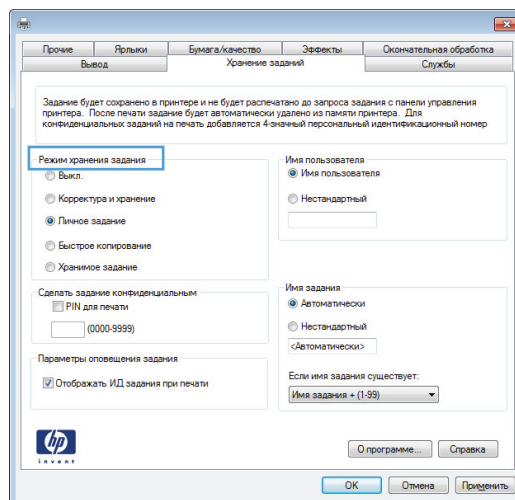 Прочие
Ярлыки
Бумага/качество
Эффекты
Окончательная обработка
Вывод
Хранение заданий
Службы
Задание будет сохранено в принтере и не будет распечатано до запроса задания с панели управления
принтера. После печати задание будет автоматически удалено из памяти принтера. Для
конфиденциальных заданий на печать добавляется 4-значный персональный идентификационный номер
Режим хранения задания
Выкл.
Корректура и хранение
Личное задание
Быстрое копирование
Хранимое задание
Имя пользователя
Имя пользователя
Нестандартный
Сделать задание конфиденциальным
PIN для печати
(0000-9999)
Имя задания
Автоматически
Нестандартный
<Автоматически>
Параметры оповещения задания
Отображать ИД задания при печати
Если имя задания существует:
Имя задания + (1-99)
hp
invent
О программе...
Справка
OK
Отмена
Применить